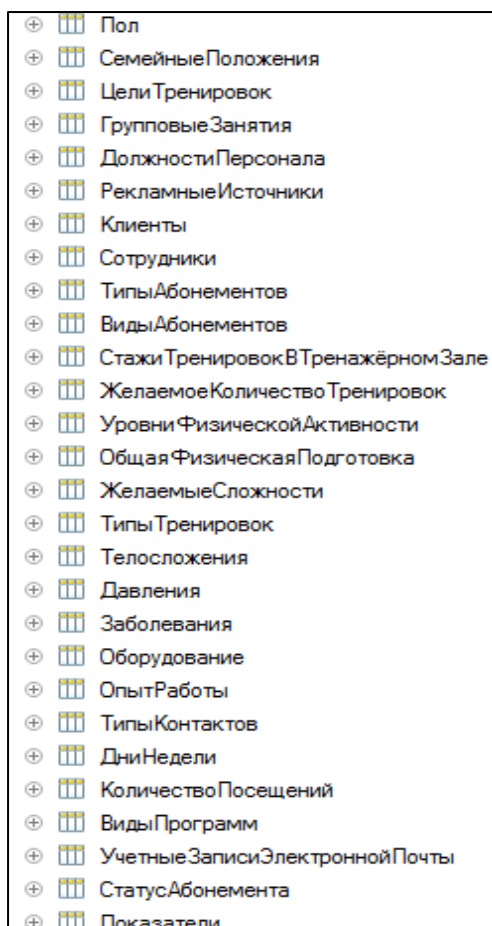 Пол
СемейныеПоложения
ЦелиТренировок
ГрупповыеЗанятия
ДолжностиПерсонала
РекламныеИсточники
Клиенты
Сотрудники
ТипыАбонементов
ВидыАбонементов
СтажиТренировокВТренажёрномЗале
ЖелаемоеКоличествоТренировок
УровниФизическойАктивности
ОбщаяФизическаяПодготовка
ЖелаемыеСложности
ТипыТренировок
Телосложения
Давления
Заболевания
Оборудование
ОпытРаботы
ТипыКонтактов
ДниНедели
КоличествоПосещений
ВидыПрограмм
УчетныеЗаписиЭлектроннойПочты
СтатусАбонемента
Показатели